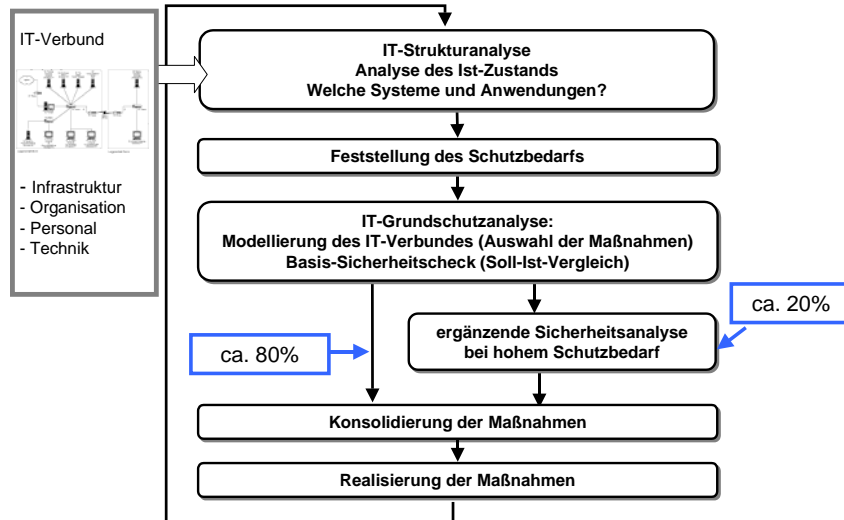 IT-Verbund
- Infrastruktur
- Organisation
- Personal
- Technik
IT-Strukturanalyse
Analyse des Ist-Zustands
Welche Systeme und Anwendungen?
Feststellung des Schutzbedarfs
IT-Grundschutzanalyse:
Modellierung des IT-Verbundes (Auswahl der Maßnahmen)
Basis-Sicherheitscheck (Soll-Ist-Vergleich)
ca. 20%
ergänzende Sicherheitsanalyse
bei hohem Schutzbedarf
ca. 80%
Konsolidierung der Maßnahmen
Realisierung der Maßnahmen